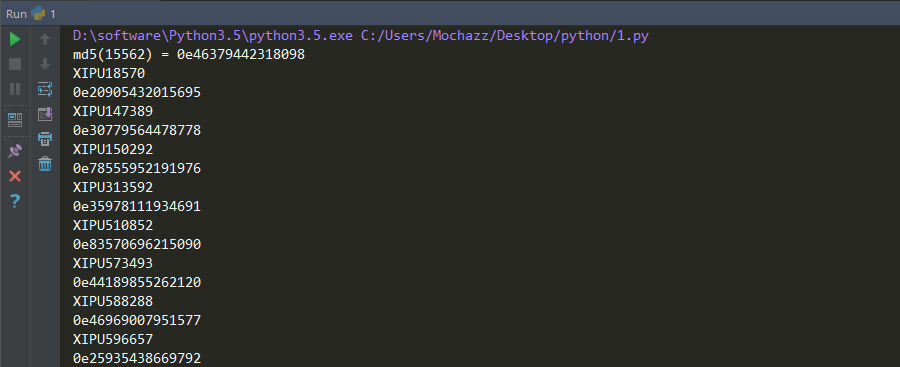 Run 1
D:\software\Python3.5\python3.5.exe C:/Users/Mochazz/Desktop/python/1.py
md5(15562) = 0e46379442318098
XIPU18570
0e20905432015695
XIPU147389
0e30779564478778
XIPU150292
0e78555952191976
XIPU313592
0e35978111934691
XIPU510852
0e83570696215090
XIPU573493
0e44189855262120
XIPU588288
0e46969007951577
XIPU596657
0e25935438669792